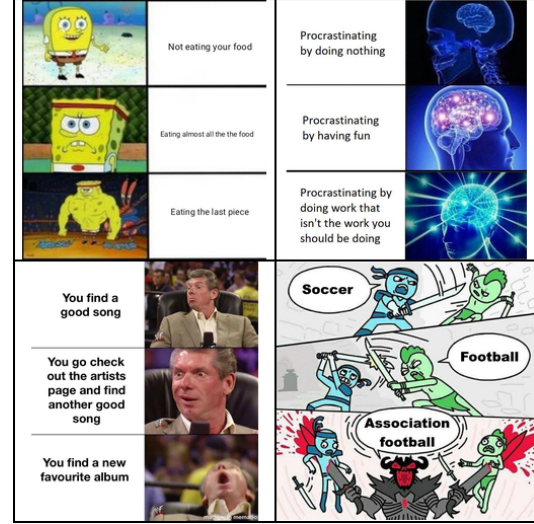 Not eating your food
Eating almost all the the food
Eating the last piece
Procrastinating
by doing nothing
Procrastinating
by having fun
Procrastinating by
doing work that
isn't the work you
should be doing
You find a
good song
You go check
out the artists
page and find
another good
song
You find a new
favourite album
Soccer
Football
Association
football